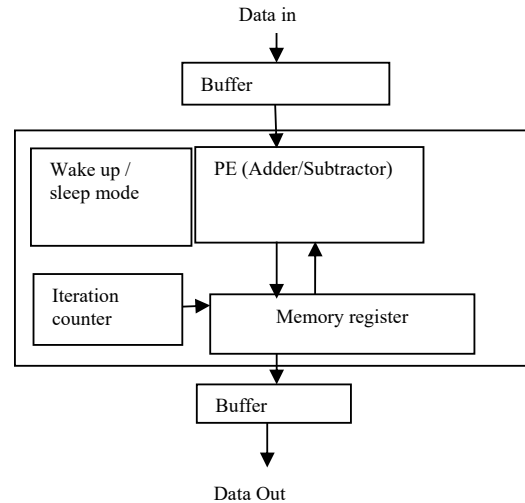 Data in
Buffer
Wake up /
sleep mode
PE (Adder/Subtractor)
Iteration
counter
Memory register
Buffer
Data Out